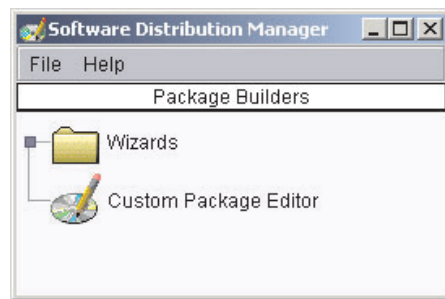 Software Distribution Manager
File Help
Package Builders
Wizards
Custom Package Editor